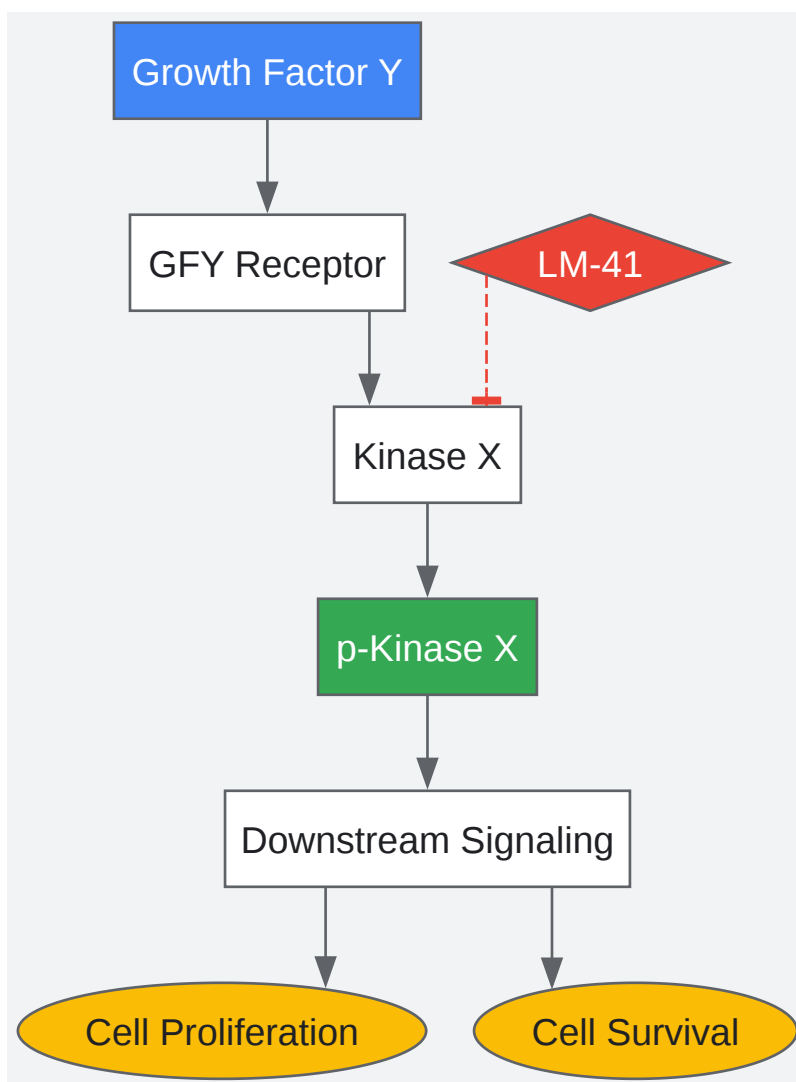 Growth Factor Y
GFY Receptor
LM-41
Kinase X
p-Kinase X
Downstream Signaling
Cell Proliferation
Cell Survival